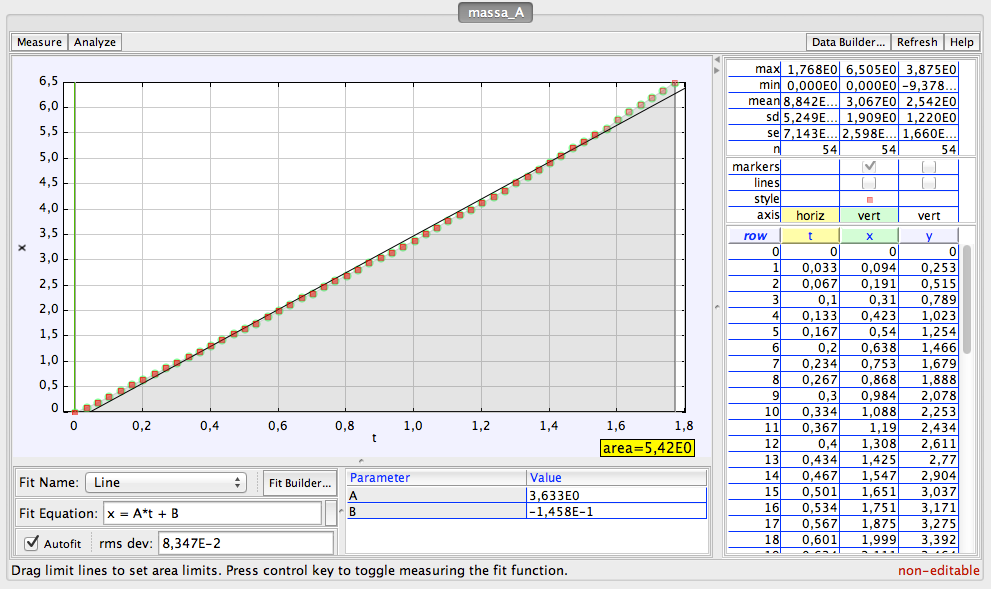 massa_A
Measure Analyze Data Builder... Refresh Help
6,5
6,0
5,5
5,0
4,5
4,0
3,5
3,0
2,5
2,0
1,5
1,0
0,5
0
x
0 0,2 0,4 0,6 0,8 1,0 1,2 1,4 1,6 1,8
t
area=5,42E0
max 1,768E0 6,505E0 3,875E0
min 0,000E0 0,000E0 -9,378...
mean 8,842E... 3,067E0 2,542E0
sd 5,249E... 1,909E0 1,220E0
se 7,143E... 2,598E... 1,660E...
n 54 54 54
markers
lines
style
axis horiz vert vert
row t x y
0 0 0 0
1 0,033 0,094 0,253
2 0,067 0,191 0,515
3 0,1 0,31 0,789
4 0,133 0,423 1,023
5 0,167 0,54 1,254
6 0,2 0,638 1,466
7 0,234 0,753 1,679
8 0,267 0,868 1,888
9 0,3 0,984 2,078
10 0,334 1,088 2,253
11 0,367 1,19 2,434
12 0,4 1,308 2,611
13 0,434 1,425 2,77
14 0,467 1,547 2,904
15 0,501 1,651 3,037
16 0,534 1,751 3,171
17 0,567 1,875 3,275
18 0,601 1,999 3,392
Fit Name: Line Fit Builder...
Fit Equation: x = A*t + B
Autofit rms dev: 8,347E-2
Parameter Value
A 3,633E0
B -1,458E-1
Drag limit lines to set area limits. Press control key to toggle measuring the fit function.
non-editable